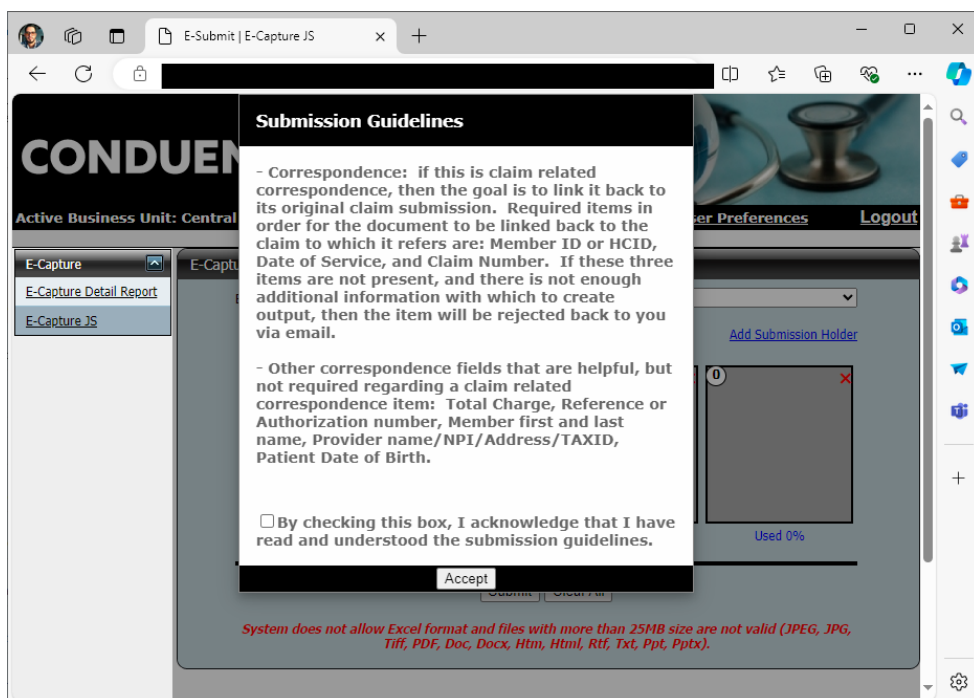 E-Submit | E-Capture JS
CONDUEN
Active Business Unit: Central
ser Preferences
Logout
E-Capture
E-Capture Detail Report
E-Capture JS
E-Captu
Submission Guidelines
- Correspondence: if this is claim related
correspondence, then the goal is to link it back to
its original claim submission. Required items in
order for the document to be linked back to the
claim to which it refers are: Member ID or HCID,
Date of Service, and Claim Number. If these three
items are not present, and there is not enough
additional information with which to create
output, then the item will be rejected back to you
via email.
- Other correspondence fields that are helpful, but
not required regarding a claim related
correspondence item: Total Charge, Reference or
Authorization number, Member first and last
name, Provider name/NPI/Address/TAXID,
Patient Date of Birth.
By checking this box, I acknowledge that I have
read and understood the submission guidelines.
Accept
Add Submission Holder
0
Used 0%
Submit Clear All
System does not allow Excel format and files with more than 25MB size are not valid (JPEG, JPG,
Tiff, PDF, Doc, Docx, Htm, Html, Rtf, Txt, Ppt, Pptx).